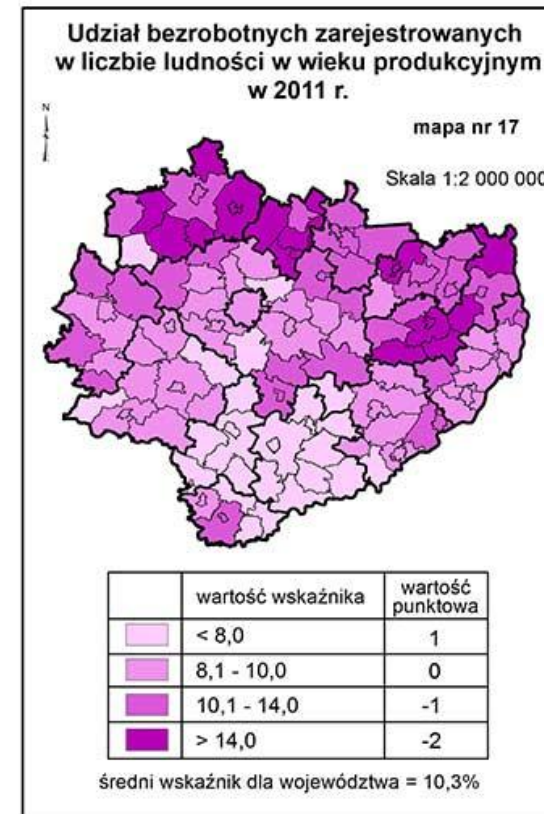 Udział bezrobotnych zarejestrowanych
w liczbie ludności w wieku produkcyjnym
w 2011 r.
N
mapa nr 17
Skala 1:2 000 000
wartość wskaźnika
wartość
punktowa
< 8,0
1
8,1 - 10,0
0
10,1 - 14,0
-1
> 14,0
-2
średni wskaźnik dla województwa = 10,3%